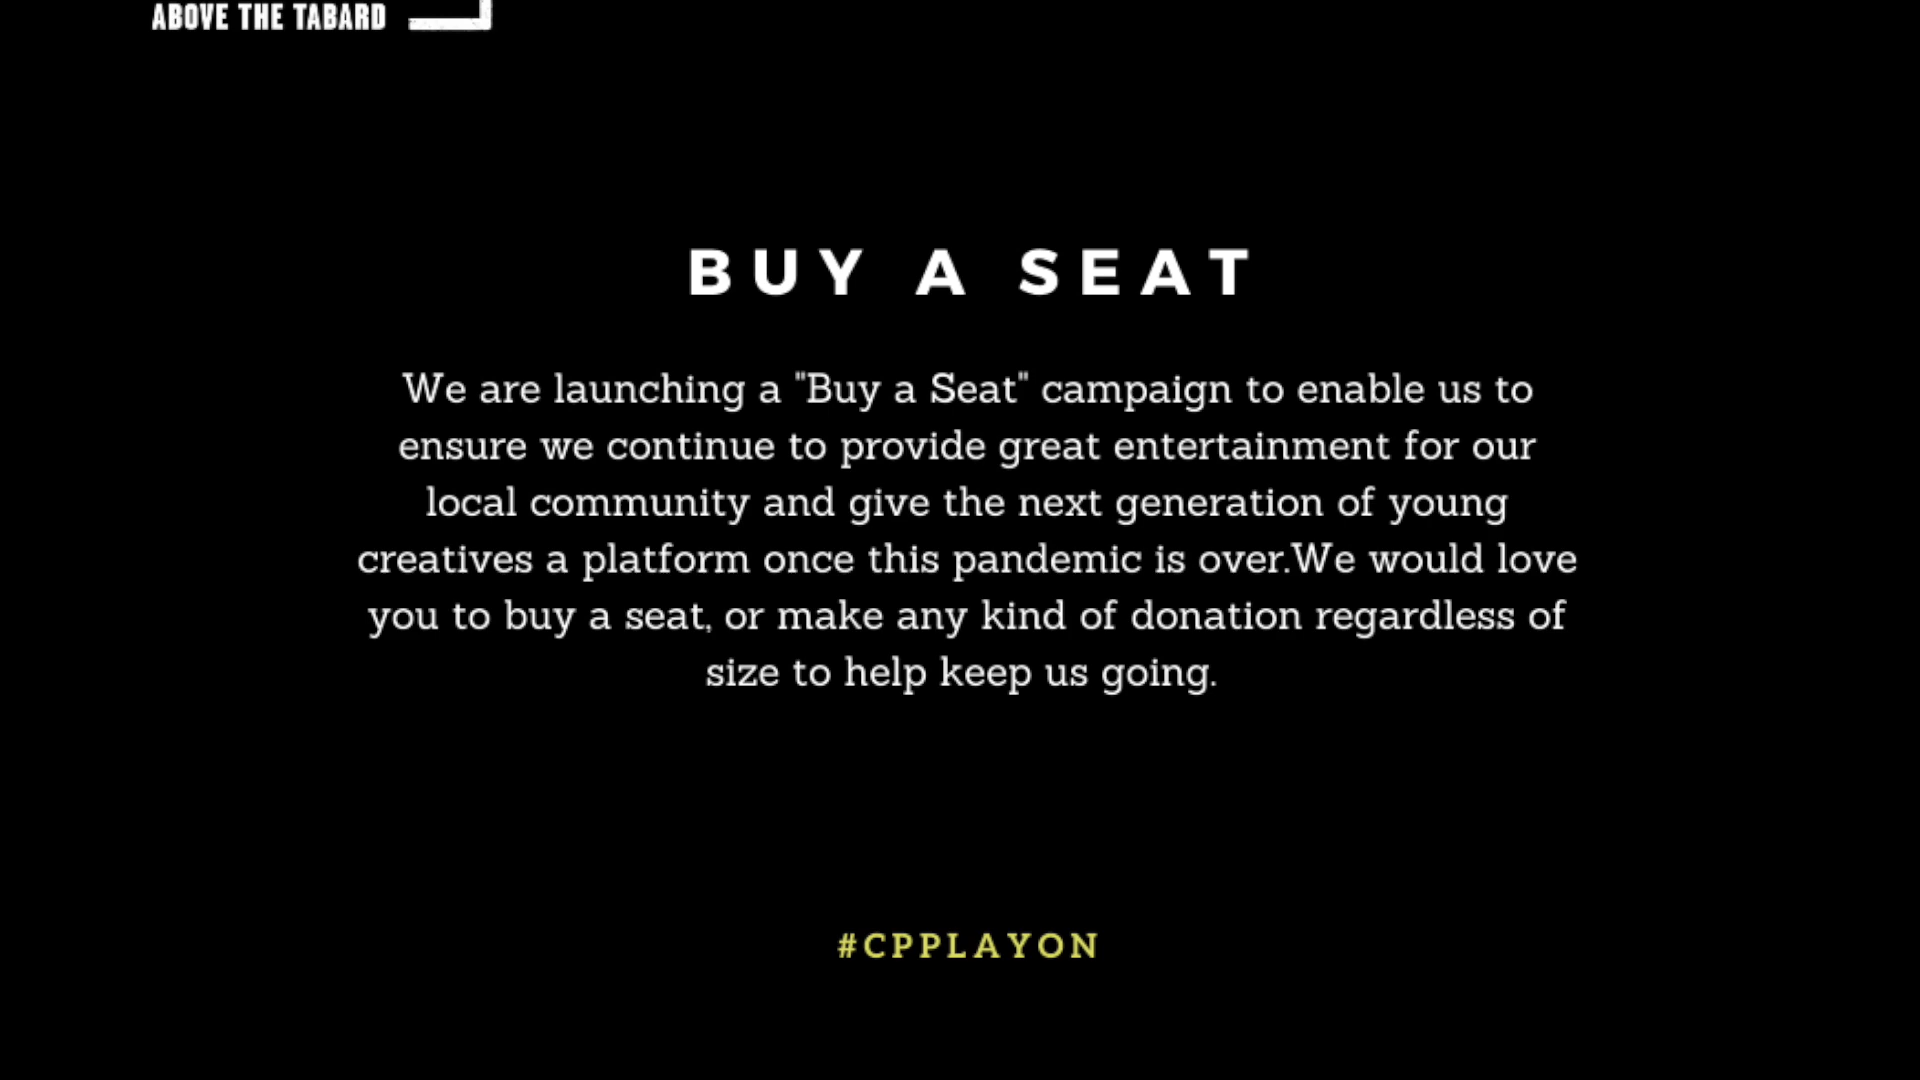 ABOVE THE TABARD
BUY A SEAT
We are launching a "Buy a Seat" campaign to enable us to
ensure we continue to provide great entertainment for our
local community and give the next generation of young
creatives a platform once this pandemic is over.We would love
you to buy a seat, or make any kind of donation regardless of
size to help keep us going.
#CPPLAYON